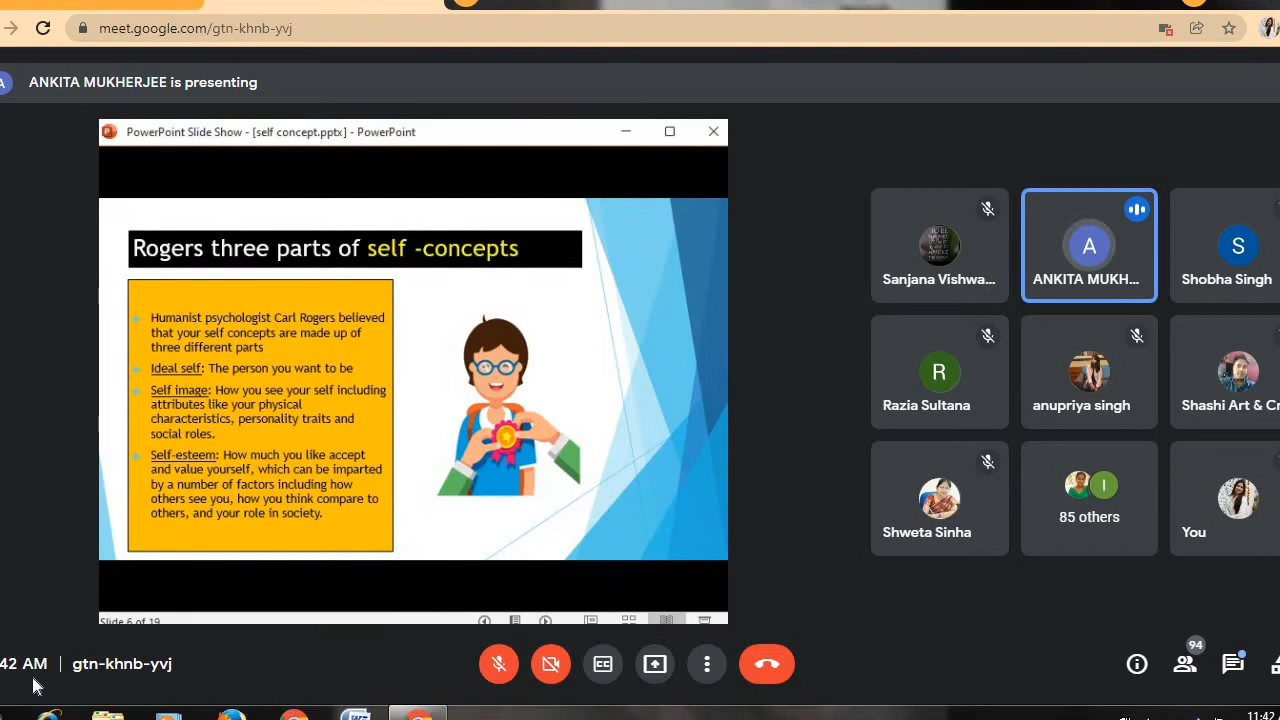 meet.google.com/gtn-khnb-yvj
A
ANKITA MUKHERJEE is presenting
PowerPoint Slide Show - [self concept.pptx] - PowerPoint
Rogers three parts of self -concepts
Humanist psychologist Carl Rogers believed
that your self concepts are made up of
three different parts
Ideal self: The person you want to be
Self image: How you see your self including
attributes like your physical
characteristics, personality traits and
social roles.
Self-esteem: How much you like accept
and value yourself, which can be imparted
by a number of factors including how
others see you, how you think compare to
others, and your role in society.
Slide 6 of 19
Sanjana Vishwa...
A
ANKITA MUKH...
S
Shobha Singh
R
Razia Sultana
anupriya singh
Shashi Art & Cr
Shweta Sinha
I
85 others
You
42 AM
gtn-khnb-yvj
CC
94
11:42